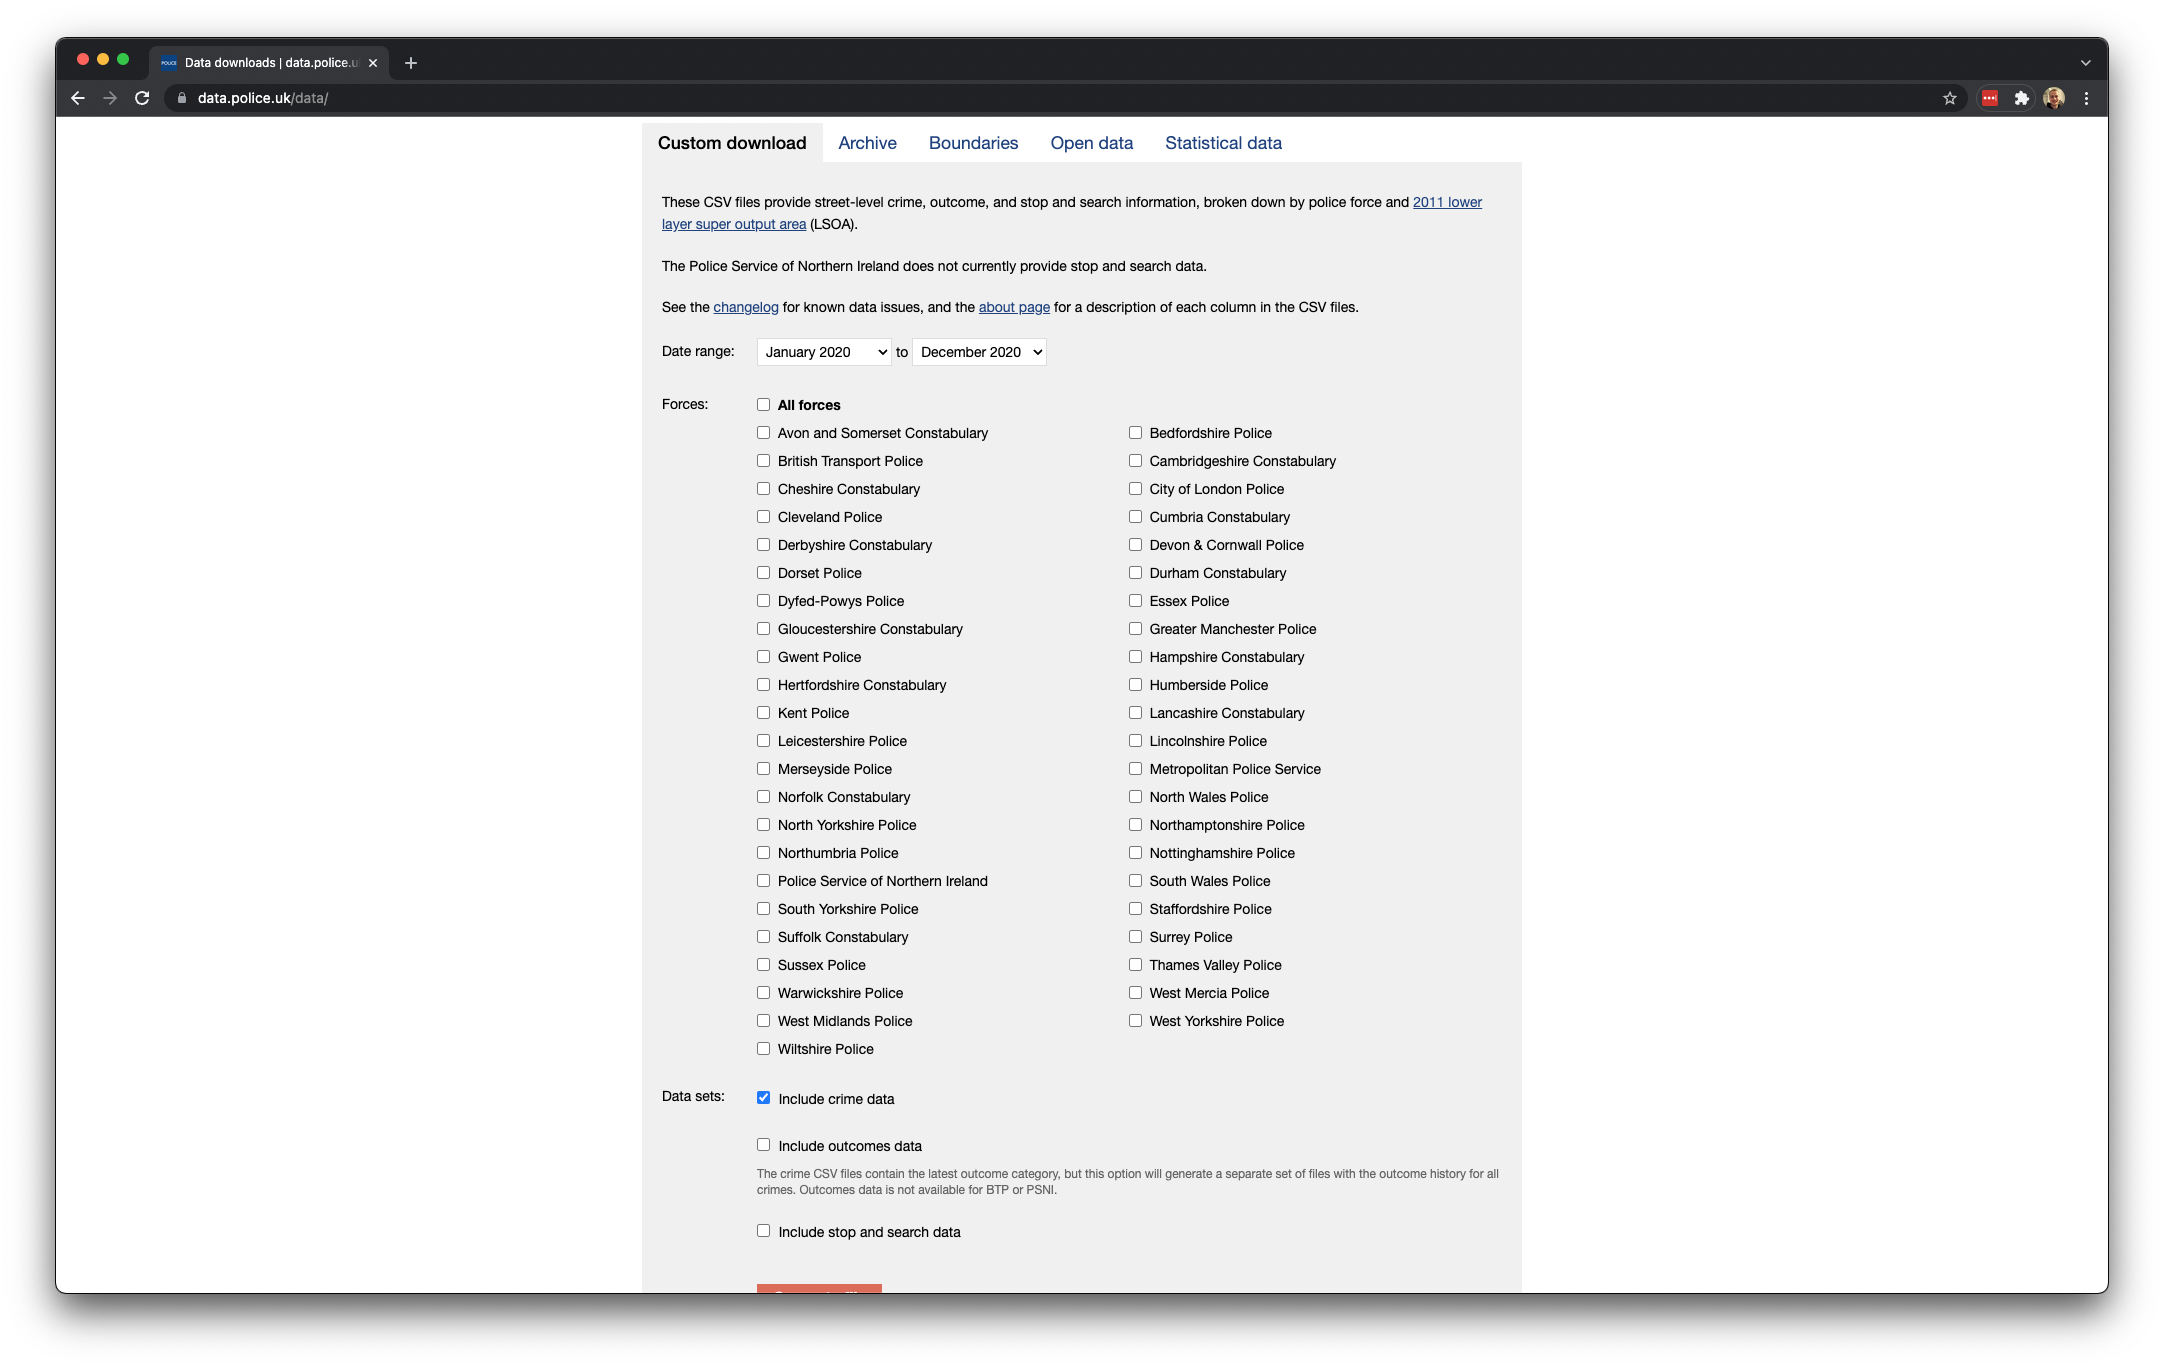 POLICE
Data downloads | data.police.u
data.police.uk/data/
Custom download Archive Boundaries Open data Statistical data
These CSV files provide street-level crime, outcome, and stop and search information, broken down by police force and 2011 lower
layer super output area (LSOA).
The Police Service of Northern Ireland does not currently provide stop and search data.
See the changelog for known data issues, and the about page for a description of each column in the CSV files.
Date range: January 2020 to December 2020
Forces: All forces
Avon and Somerset Constabulary Bedfordshire Police
British Transport Police Cambridgeshire Constabulary
Cheshire Constabulary City of London Police
Cleveland Police Cumbria Constabulary
Derbyshire Constabulary Devon & Cornwall Police
Dorset Police Durham Constabulary
Dyfed-Powys Police Essex Police
Gloucestershire Constabulary Greater Manchester Police
Gwent Police Hampshire Constabulary
Hertfordshire Constabulary Humberside Police
Kent Police Lancashire Constabulary
Leicestershire Police Lincolnshire Police
Merseyside Police Metropolitan Police Service
Norfolk Constabulary North Wales Police
North Yorkshire Police Northamptonshire Police
Northumbria Police Nottinghamshire Police
Police Service of Northern Ireland South Wales Police
South Yorkshire Police Staffordshire Police
Suffolk Constabulary Surrey Police
Sussex Police Thames Valley Police
Warwickshire Police West Mercia Police
West Midlands Police West Yorkshire Police
Wiltshire Police
Data sets: Include crime data
Include outcomes data
The crime CSV files contain the latest outcome category, but this option will generate a separate set of files with the outcome history for all
crimes. Outcomes data is not available for BTP or PSNI.
Include stop and search data